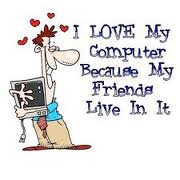 I LOVE My
Computer
Because My
Friends
Live In It